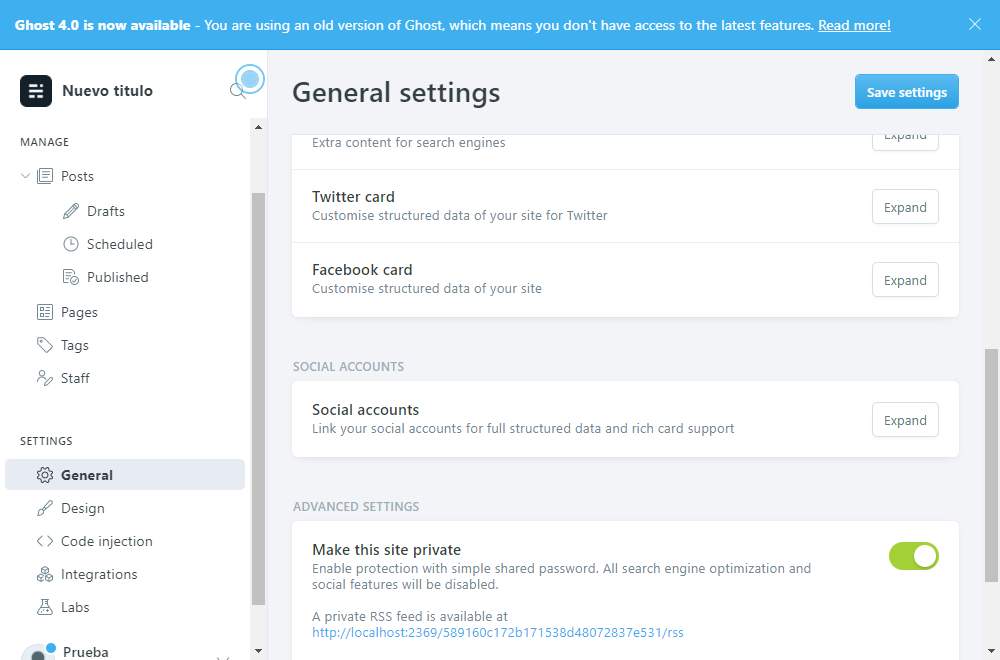 Ghost 4.0 is now available - You are using an old version of Ghost, which means you don't have access to the latest features. Read more!
Nuevo titulo
MANAGE
Posts
Drafts
Scheduled
Published
Pages
Tags
Staff
SETTINGS
General
Design
Code injection
Integrations
Labs
Prueba
General settings
Save settings
Extra content for search engines
Expand
Twitter card
Customise structured data of your site for Twitter
Expand
Facebook card
Customise structured data of your site
Expand
SOCIAL ACCOUNTS
Social accounts
Link your social accounts for full structured data and rich card support
Expand
ADVANCED SETTINGS
Make this site private
Enable protection with simple shared password. All search engine optimization and
social features will be disabled.
A private RSS feed is available at
http://localhost:2369/589160c172b171538d48072837e531/rss